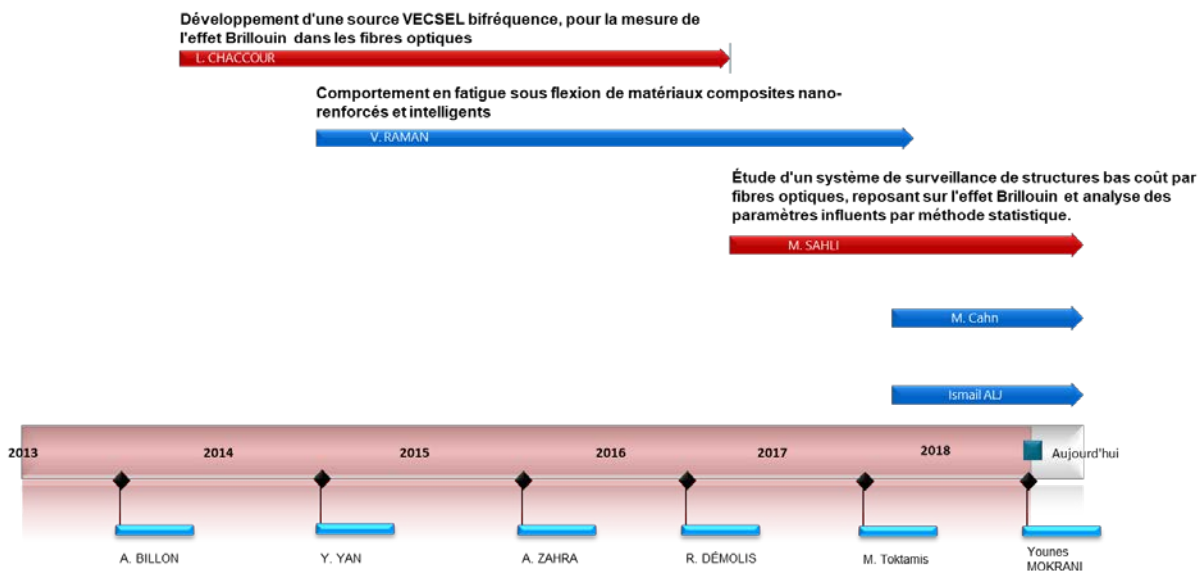 Développement d'une source VECSEL bifréquence, pour la mesure de
l'effet Brillouin dans les fibres optiques
L. CHACCOUR
Comportement en fatigue sous flexion de matériaux composites nano-
renforcés et intelligents
V. RAMAN
Étude d'un système de surveillance de structures bas coût par
fibres optiques, reposant sur l'effet Brillouin et analyse des
paramètres influents par méthode statistique.
M. SAHLI
M. Cahn
Ismail ALJ
2013 2014 2015 2016 2017 2018 Aujourd'hui
A. BILLON Y. YAN A. ZAHRA R. DÉMOLIS M. Toktamis Younes
MOKRANI